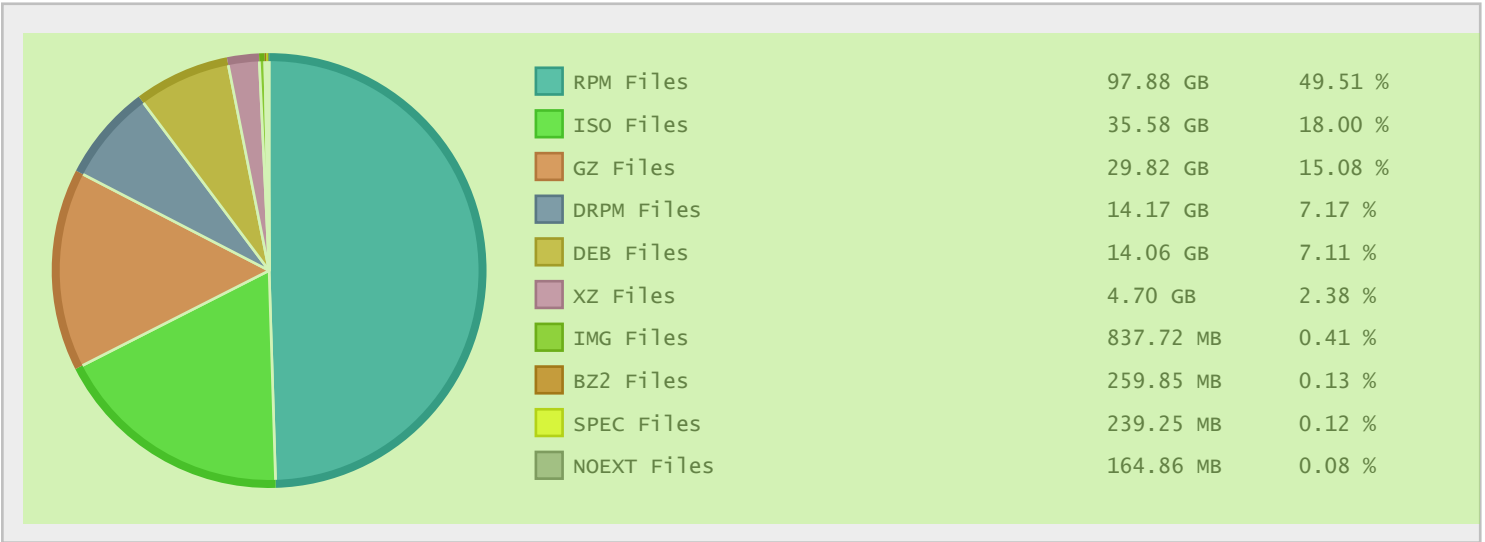 RPM Files 97.88 GB 49.51 %
ISO Files 35.58 GB 18.00 %
GZ Files 29.82 GB 15.08 %
DRPM Files 14.17 GB 7.17 %
DEB Files 14.06 GB 7.11 %
XZ Files 4.70 GB 2.38 %
IMG Files 837.72 MB 0.41 %
BZ2 Files 259.85 MB 0.13 %
SPEC Files 239.25 MB 0.12 %
NOEXT Files 164.86 MB 0.08 %